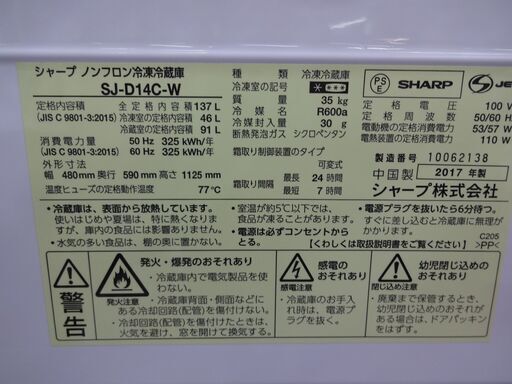 シャープ ノンフロン冷凍冷蔵庫
SJ-D14C-W
定格内容積 全定格内容積 137 L
(JIS C 9801-3:2015) 冷凍室の定格内容積 46 L
冷蔵室の定格内容積 91 L
消費電力量 50 Hz 325 kWh/年
(JIS C 9801-3:2015) 60 Hz 325 kWh/年
外形寸法
幅 480mm 奥行 590mm 高さ 1125 mm
温度ヒューズの定格動作温度 77℃
種類 冷凍冷蔵庫
冷凍室の記号
質量 35 kg
冷媒 R600a
冷媒封入量 30 g
断熱発泡ガス シクロペンタン
霜取り制御装置のタイプ
可変式
霜取り間隔 最長 24 時間
最短 7 時間
PS
E
SHARP
JE
定格電圧 100 V
定格周波数 50/60 H
電動機の定格消費電力 53/57 W
電熱装置の定格消費電力 110 W
製造番号 10062138
中国製 2017 年製
シャープ株式会社
・冷蔵庫は、表面から放熱しています。
使いはじめや夏場は、特に熱くなります
が、庫内の食品には影響ありません。
・水気の多い食品は、棚の奥に置かない。
・室温が約5℃以下では、
食品が凍ることがあります。
・電源は必ずコンセントから
とる。
・電源プラグを抜いたら6分待つ。
すぐに差し込むと冷却に無理が
かかります。
C205
【くわしくは取扱説明書をご覧ください】 >PP<
警告
発火・爆発のおそれあり
発火注意
・冷蔵庫内で電気製品を使
わない。
・冷蔵庫背面・側面などに
ある冷却回路(配管)を傷付けない。
・冷却回路(配管)を傷付けたときは、
火気を避け、窓を開けて換気する。
感電の
おそれあり
感電注意
・冷蔵庫のお手
入れ時は、電源
プラグを抜く。
幼児閉じ込めの
おそれあり
閉じ込め注意
・廃棄まで保管するとき、
幼児が閉じ込められるお
それがある場合は、ドアパッキン
をはずす。